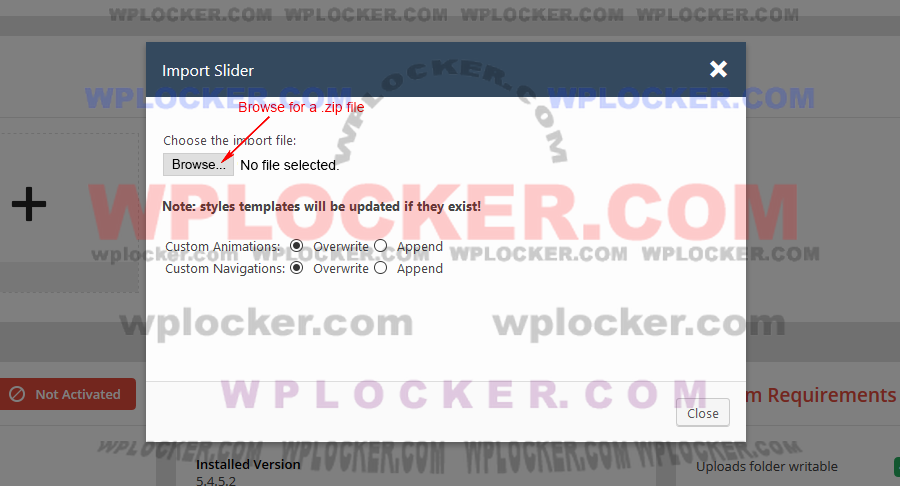 WPLOCKER.COM WPLOCKER.COM WPLOCKER.COM WPLOCKER.COM
Import Slider
WPLOCKER.COM
WPLOCKER.COM WPLOCKER.COM
Browse for a .zip file
Choose the import file:
Browse... No file selected.
WPLOCKER.COM
Note: styles templates will be updated if they exist!
Custom Animations: Overwrite Append
wplocker.com WPLOCKER.COM WPLOCKER.COM WPLOCKER.COM WPLOCKER.COM
Custom Navigations: Overwrite Append
wplocker.com wplocker.com
Not Activated
WPLOCKER.COM
m Requirements
Close
WPLOCKER.COM WPLOCKER.COM WPLOCKER.COM WPLOCKER.COM
Installed Version
Uploads folder writable
5.4.5.2